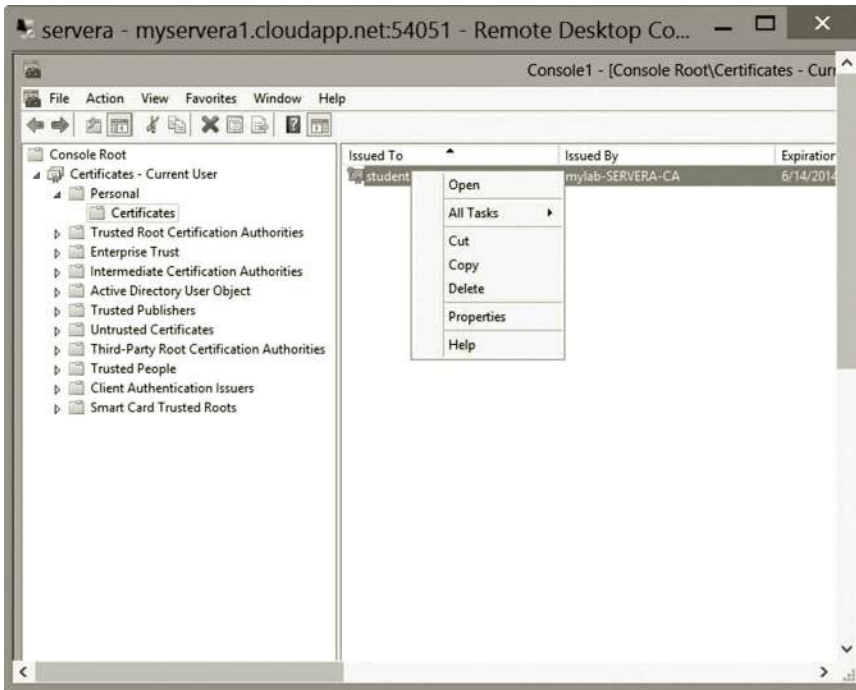 servera - myservera1.cloudapp.net:54051 - Remote Desktop Co...
Console1 - [Console Root\Certificates - Curr
File Action View Favorites Window Help
Console Root
Certificates - Current User
Personal
Certificates
Trusted Root Certification Authorities
Enterprise Trust
Intermediate Certification Authorities
Active Directory User Object
Trusted Publishers
Untrusted Certificates
Third-Party Root Certification Authorities
Trusted People
Client Authentication Issuers
Smart Card Trusted Roots
Issued To Issued By Expiration
student mylab-SERVERA-CA 6/14/2014
Open
All Tasks
Cut
Copy
Delete
Properties
Help